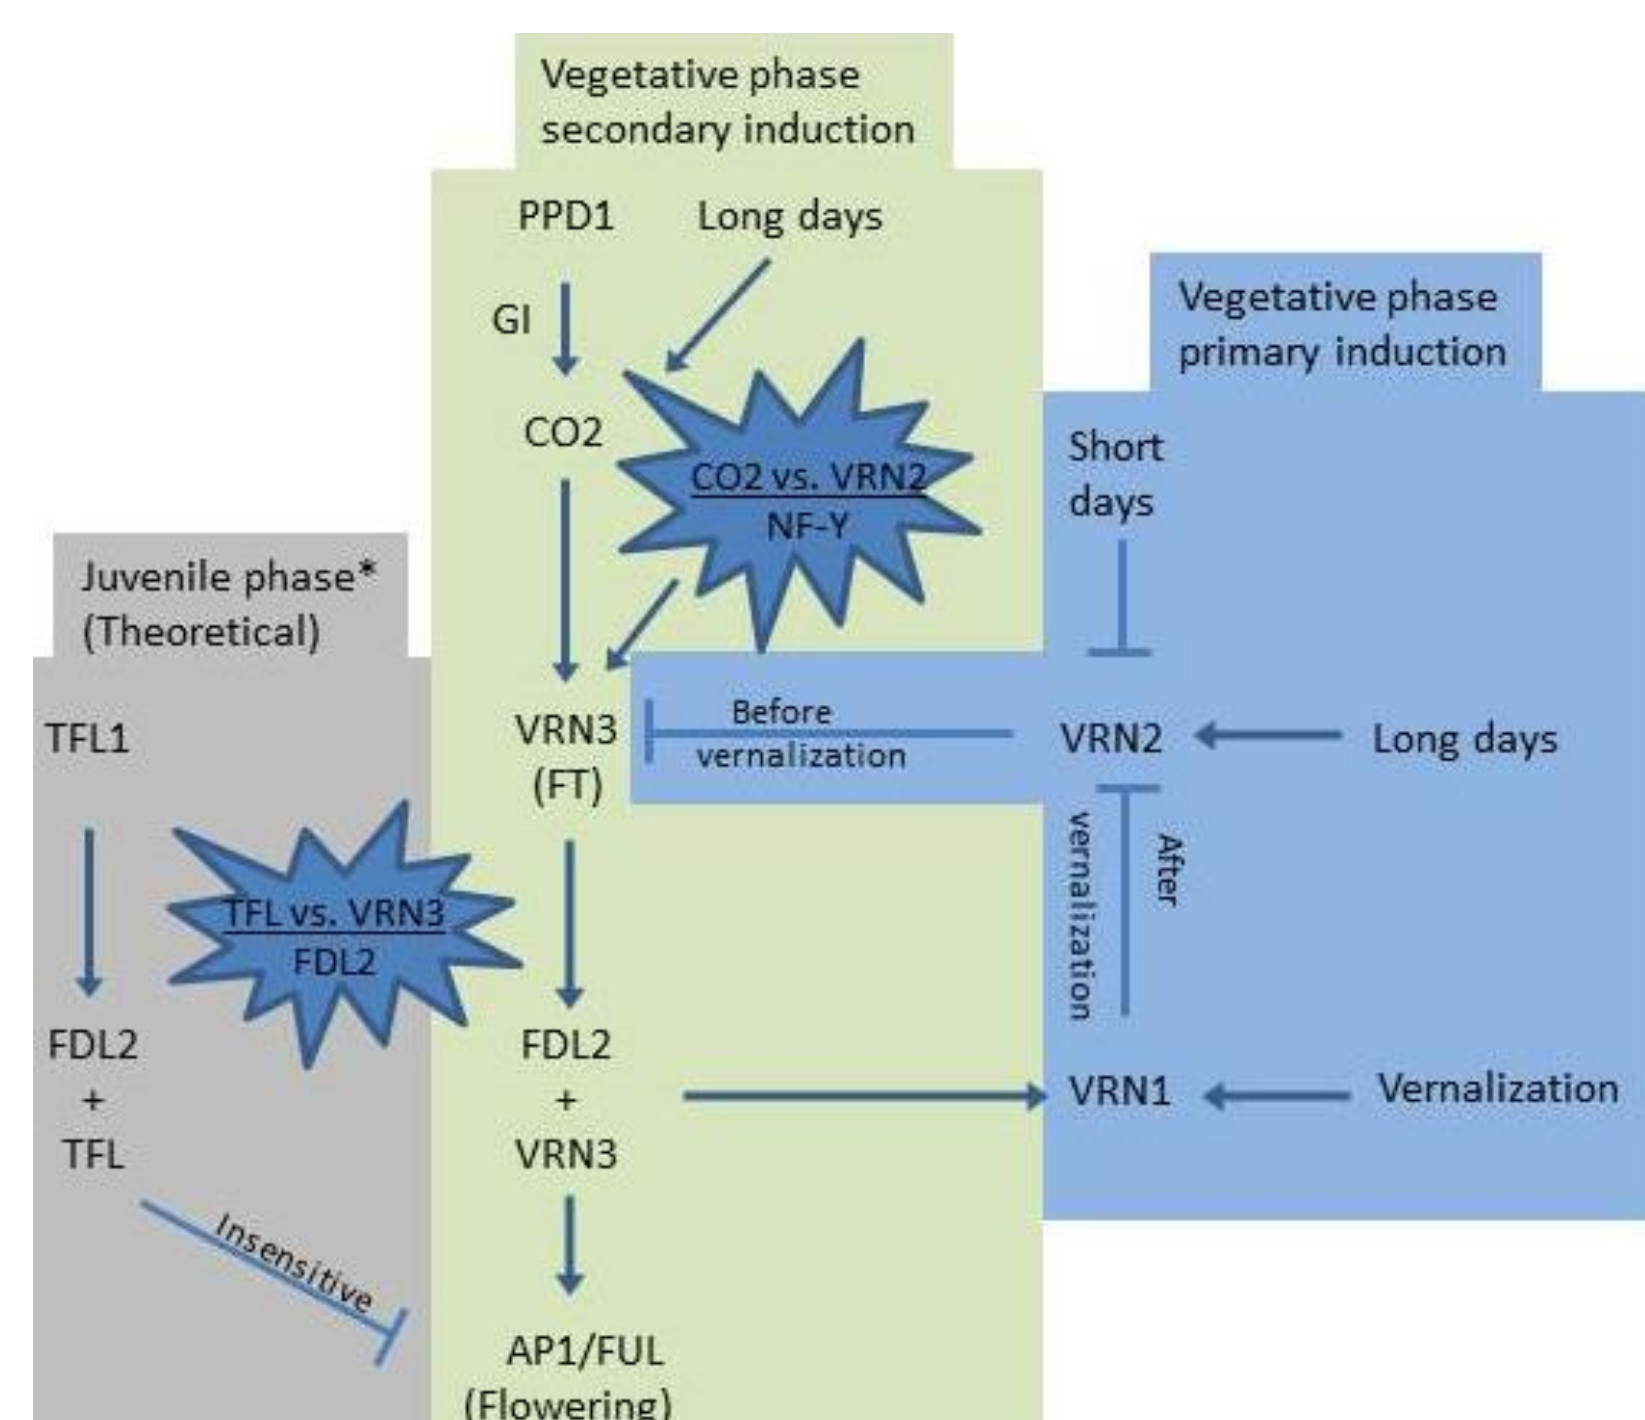 Vegetative phase
secondary induction
PPD1
Long days
GI
CO2
CO2 vs. VRN2
NF-Y
Vegetative phase
primary induction
Short
days
Juvenile phase*
(Theoretical)
TFL1
VRN3
(FT)
Before
vernalization
VRN2
Long days
After
vernalization
TFL vs. VRN3
FDL2
FDL2
+
TFL
FDL2
+
VRN3
VRN1
Vernalization
Insensitive
AP1/FUL
(Flowering)